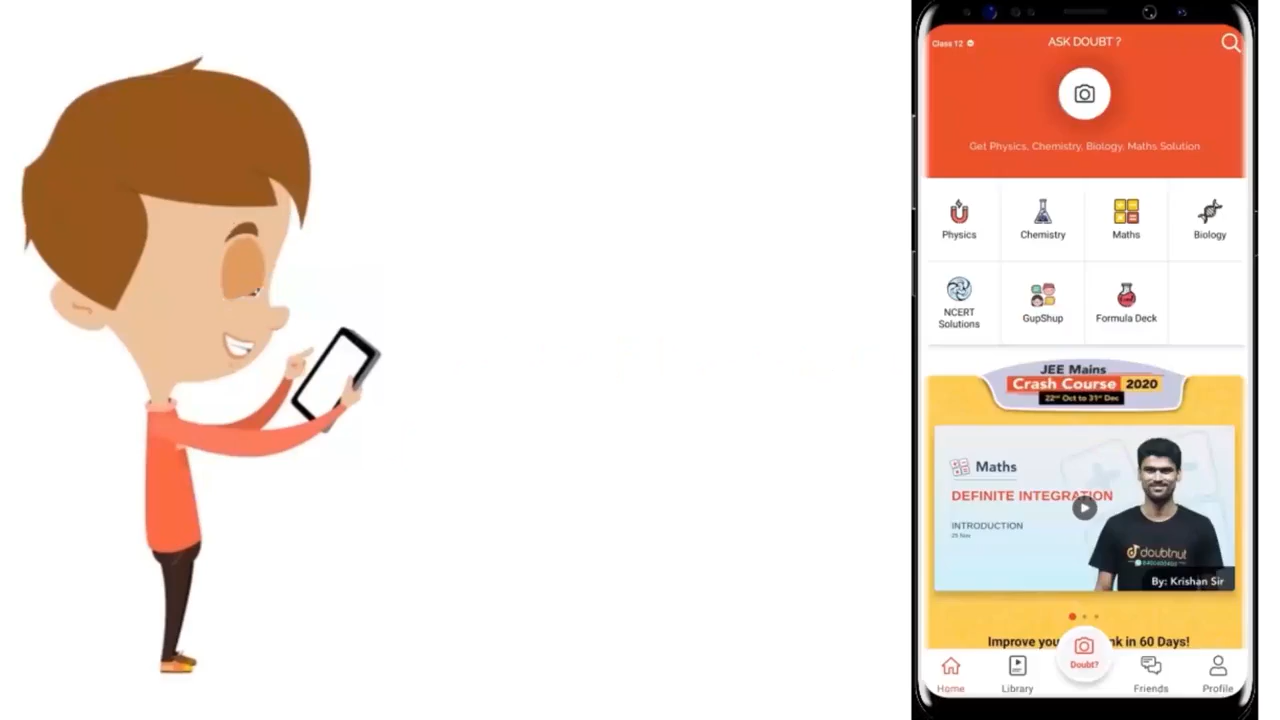 Class 12
ASK DOUBT ?
Get Physics, Chemistry, Biology, Maths Solution
Physics
Chemistry
Maths
Biology
NCERT
Solutions
GupShup
Formula Deck
JEE Mains
Crash Course 2020
22nd Oct to 31st Dec
Maths
DEFINITE INTEGRATION
INTRODUCTION
doubtnut
By: Krishan Sir
in 60 Days!
Doubt?
Home
Library
Friends
Profile